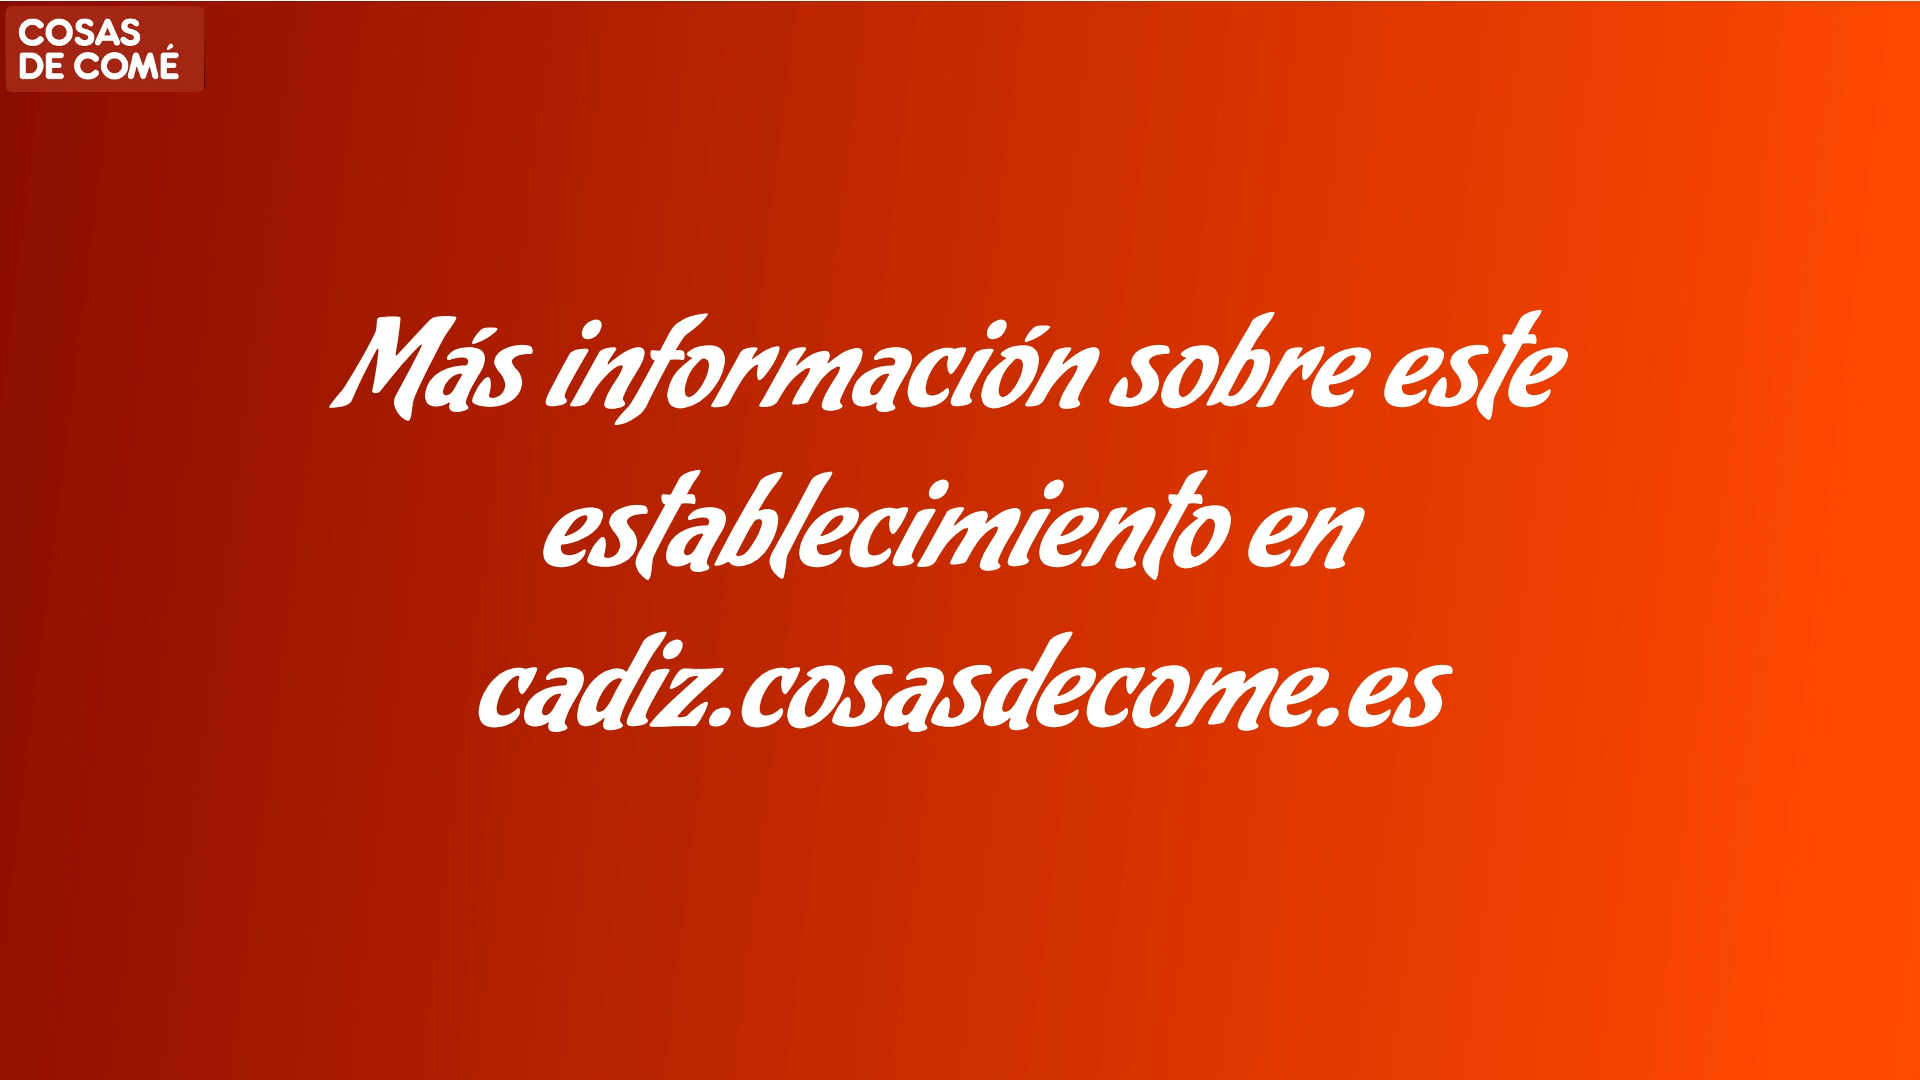 COSAS
DE COMÉ
Más información sobre este
establecimiento en
cadiz.cosasdecome.es